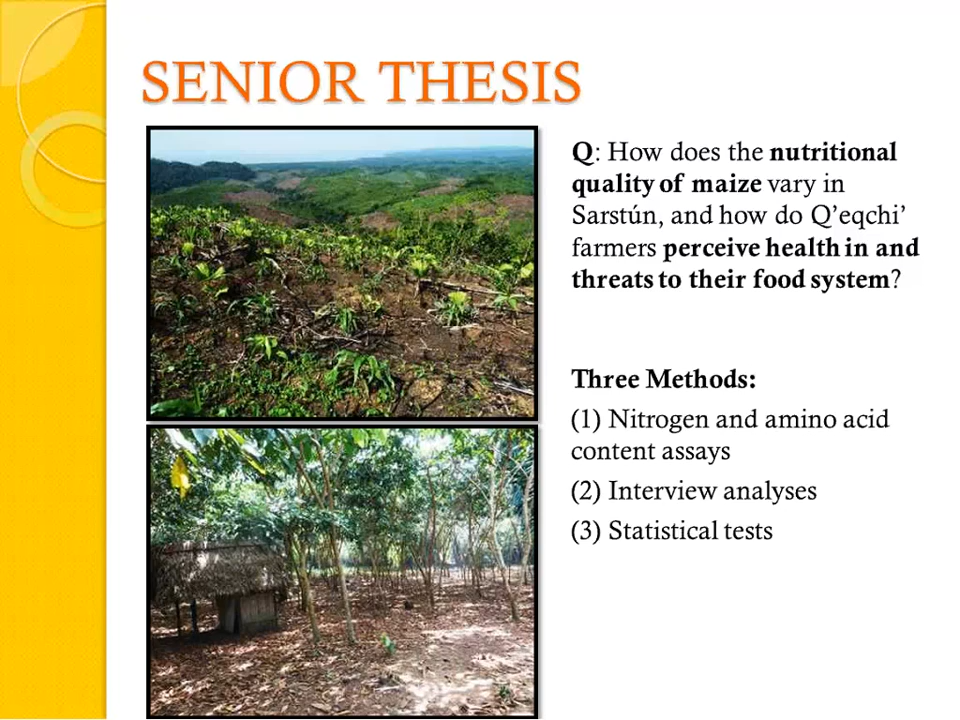 SENIOR THESIS
Q: How does the nutritional
quality of maize vary in
Sarstún, and how do Q’eqchi’
farmers perceive health in and
threats to their food system?
Three Methods:
(1) Nitrogen and amino acid
content assays
(2) Interview analyses
(3) Statistical tests